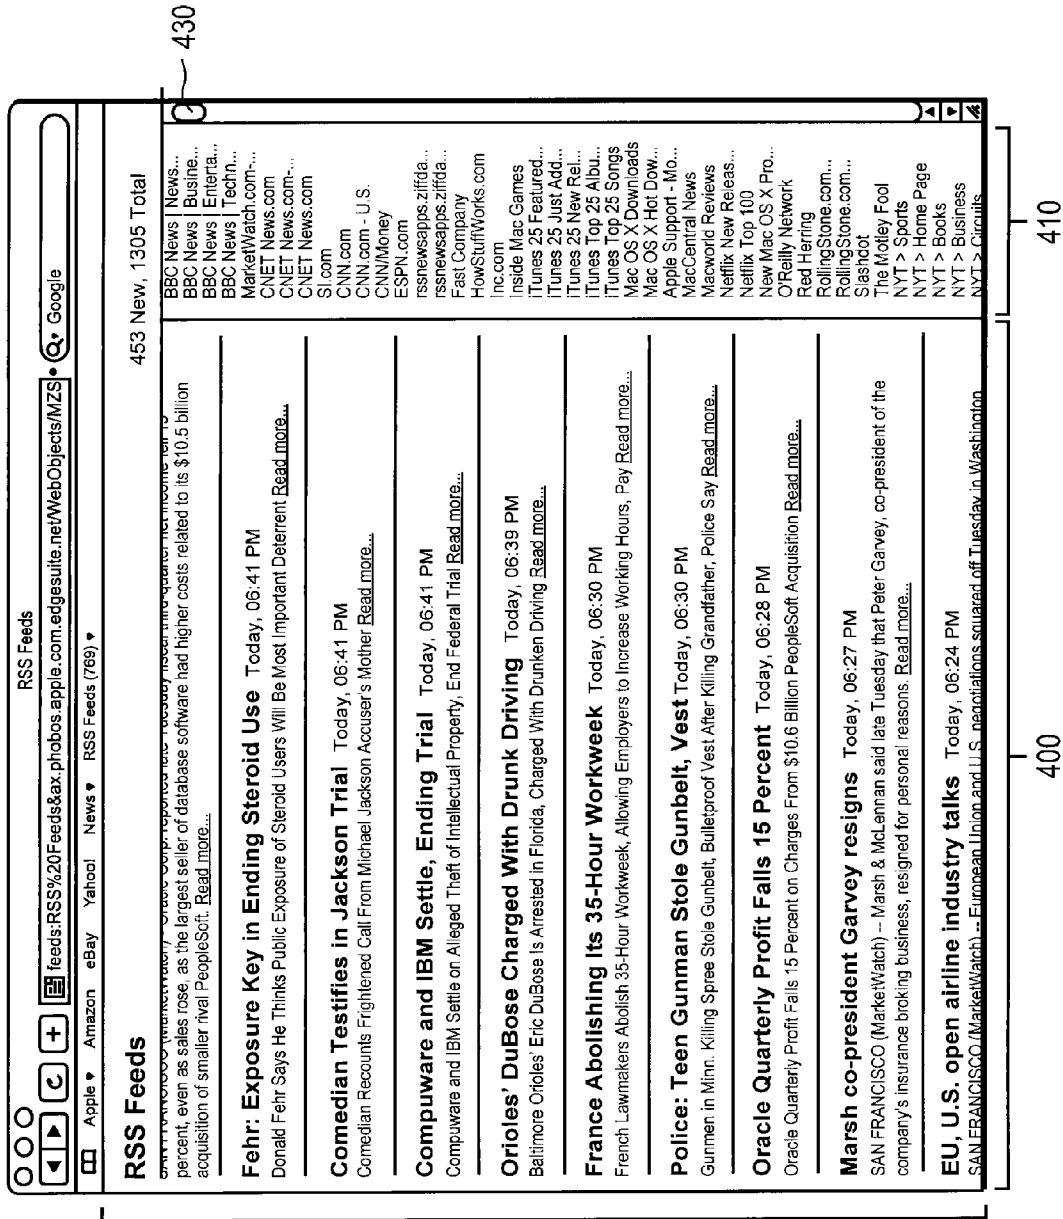 RSS Feeds
feeds:RSS%20Feeds&ax.phobos.apple.com.edgesuite.net/WebObjects/MZS
Google
Apple Amazon eBay Yahoo! News RSS Feeds (769)
RSS Feeds
453 New, 1305 Total
percent, even as sales rose, as the largest seller of database software had higher costs related to its $10.5 billion
acquisition of smaller rival PeopleSoft. Read more...
Fehr: Exposure Key in Ending Steroid Use Today, 06:41 PM
Donald Fehr Says He Thinks Public Exposure of Steroid Users Will Be Most Important Deterrent Read more...
Comedian Testifies in Jackson Trial Today, 06:41 PM
Comedian Recounts Frightened Call From Michael Jackson Accuser's Mother Read more...
Compuware and IBM Settle, Ending Trial Today, 06:41 PM
Compuware and IBM Settle on Alleged Theft of Intellectual Property, End Federal Trial Read more...
Orioles' DuBose Charged With Drunk Driving Today, 06:39 PM
Baltimore Orioles' Eric DuBose Is Arrested in Florida, Charged With Drunken Driving Read more...
France Abolishing Its 35-Hour Workweek Today, 06:30 PM
French Lawmakers Abolish 35-Hour Workweek, Allowing Employers to Increase Working Hours, Pay Read more...
Police: Teen Gunman Stole Gunbelt, Vest Today, 06:30 PM
Gunmen in Minn. Killing Spree Stole Gunbelt, Bulletproof Vest After Killing Grandfather, Police Say Read more...
Oracle Quarterly Profit Falls 15 Percent Today, 06:28 PM
Oracle Quarterly Profit Falls 15 Percent on Charges From $10.6 Billion PeopleSoft Acquisition Read more...
Marsh co-president Garvey resigns Today, 06:27 PM
SAN FRANCISCO (MarketWatch) -- Marsh & McLennan said late Tuesday that Peter Garvey, co-president of the
company's insurance broking business, resigned for personal reasons. Read more...
EU, U.S. open airline industry talks Today, 06:24 PM
SAN FRANCISCO (MarketWatch) -- European Union and U.S. negotiations squared off Tuesday in Washington
BBC News | News...
BBC News | Busine...
BBC News | Enterta...
BBC News | Techn...
MarketWatch.com-...
CNET News.com
CNET News.com-...
CNET News.com
SI.com
CNN.com
CNN.com - U.S.
CNN/Money
ESPN.com
rssnewsapps.ziffda...
rssnewsapps.ziffda...
Fast Company
HowStuffWorks.com
Inc.com
Inside Mac Games
iTunes 25 Featured...
iTunes 25 Just Add...
iTunes 25 New Rel...
iTunes Top 25 Albu...
iTunes Top 25 Songs
Mac OS X Downloads
Mac OS X Hot Dow...
Apple Support - Mo...
MacCentral News
Macworld Reviews
Netflix New Releas...
Netflix Top 100
New Mac OS X Pro...
O'Reilly Network
Red Herring
RollingStone.com...
RollingStone.com...
Slashdot
The Motley Fool
NYT > Sports
NYT > Home Page
NYT > Books
NYT > Business
NYT > Circuits
430
400
410